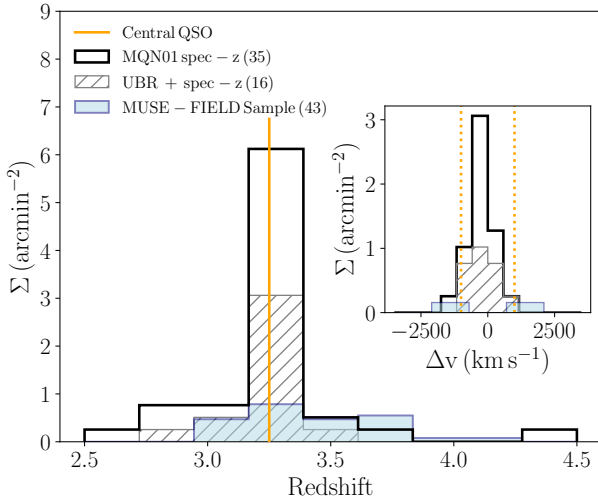 Central QSO
MQN01 spec − z (35)
UBR + spec − z (16)
MUSE − FIELD Sample (43)
9
8
7
6
5
4
3
2
1
0
Σ (arcmin⁻²)
2.5 3.0 3.5 4.0 4.5
Redshift
3
2
1
0
Σ (arcmin⁻²)
−2500 0 2500
Δv (km s⁻¹)